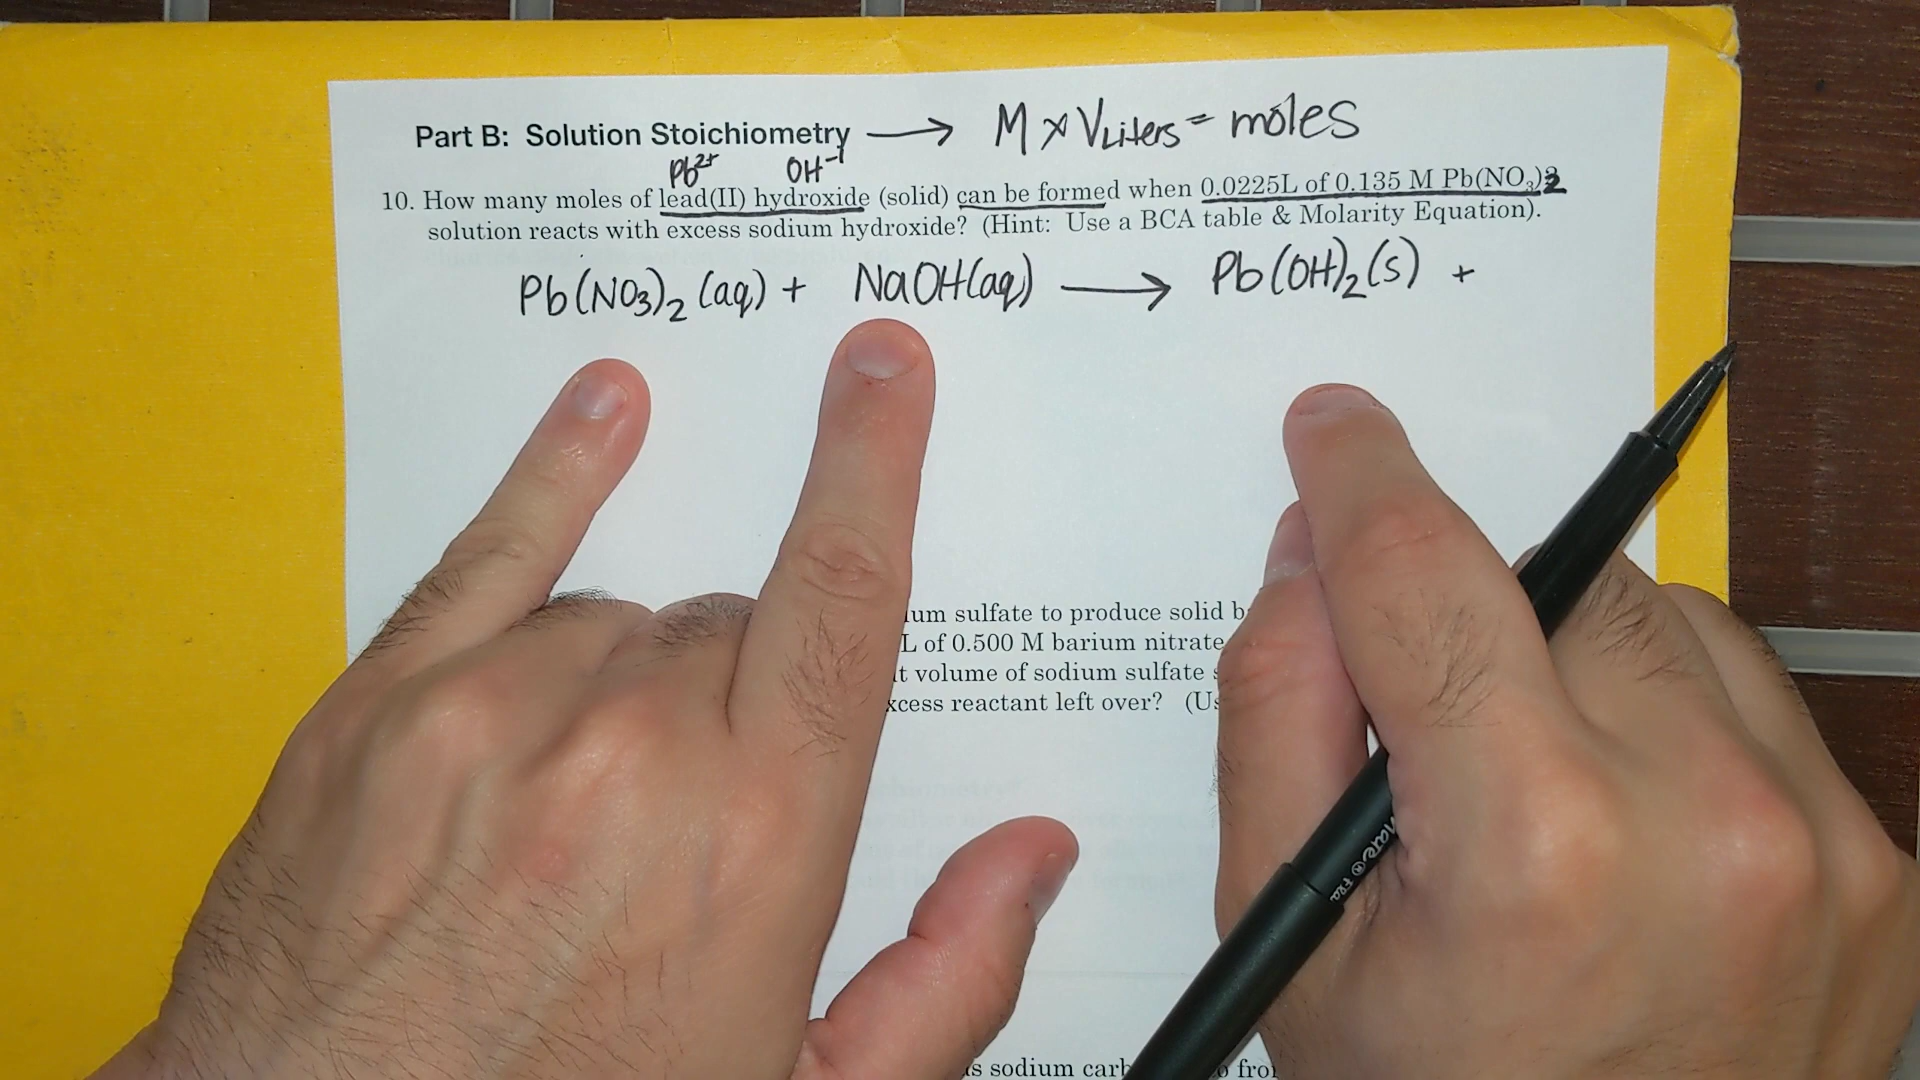 Part B: Solution Stoichiometry → M × V Liters = moles
Pb²⁺ OH⁻¹
10. How many moles of lead(II) hydroxide (solid) can be formed when 0.0225L of 0.135 M Pb(NO₃)2
solution reacts with excess sodium hydroxide? (Hint: Use a BCA table & Molarity Equation).
Pb(NO₃)₂ (aq) + NaOH(aq) → Pb(OH)₂(s) +
ium sulfate to produce solid b
L of 0.500 M barium nitrate
volume of sodium sulfate
xcess reactant left over? (Us
sodium carb